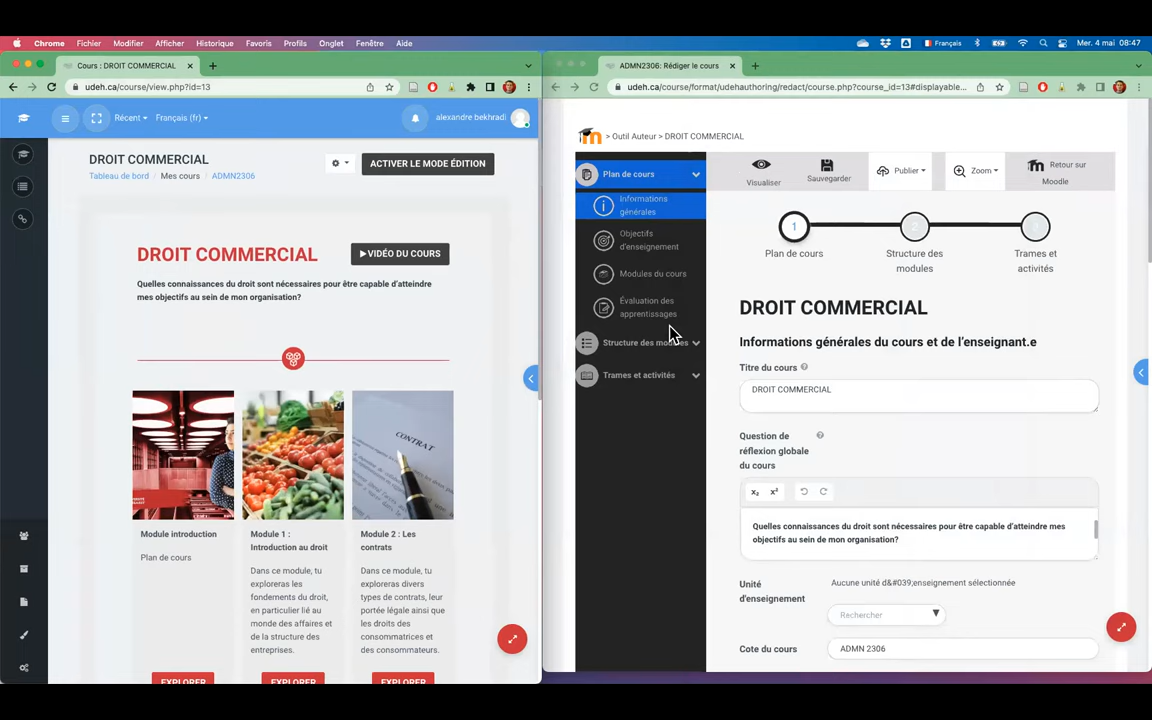 Chrome Fichier Modifier Afficher Historique Favoris Profils Onglet Fenêtre Aide
Français Mer. 4 mai 08:47
Cours : DROIT COMMERCIAL
udeh.ca/course/view.php?id=13
Récent Français (fr) alexandre bekhradi
DROIT COMMERCIAL
Tableau de bord / Mes cours / ADMN2306
ACTIVER LE MODE ÉDITION
DROIT COMMERCIAL
VIDÉO DU COURS
Quelles connaissances du droit sont nécessaires pour être capable d'atteindre
mes objectifs au sein de mon organisation?
CONTRAT
Module introduction
Plan de cours
EXPLORER
Module 1 :
Introduction au droit
Dans ce module, tu
exploreras les
fondements du droit,
en particulier lié au
monde des affaires et
de la structure des
entreprises.
EXPLORER
Module 2 : Les
contrats
Dans ce module, tu
exploreras divers
types de contrats, leur
portée légale ainsi que
les droits des
consommatrices et
des consommateurs.
EXPLORER
ADMN2306: Rédiger le cours
udeh.ca/course/format/udehauthoring/redact/course.php?course_id=13#displayable...
> Outil Auteur > DROIT COMMERCIAL
Plan de cours
Informations
générales
Objectifs
d'enseignement
Modules du cours
Évaluation des
apprentissages
Structure des modules
Trames et activités
Visualiser
Sauvegarder
Publier
Zoom
Retour sur
Moodle
1
Plan de cours
2
Structure des
modules
3
Trames et
activités
DROIT COMMERCIAL
Informations générales du cours et de l'enseignant.e
Titre du cours ?
DROIT COMMERCIAL
Question de ?
réflexion globale
du cours
x₂ x²
Quelles connaissances du droit sont nécessaires pour être capable d'atteindre mes
objectifs au sein de mon organisation?
Unité
d'enseignement
Aucune unité d&#039;enseignement sélectionnée
Rechercher
Cote du cours
ADMN 2306